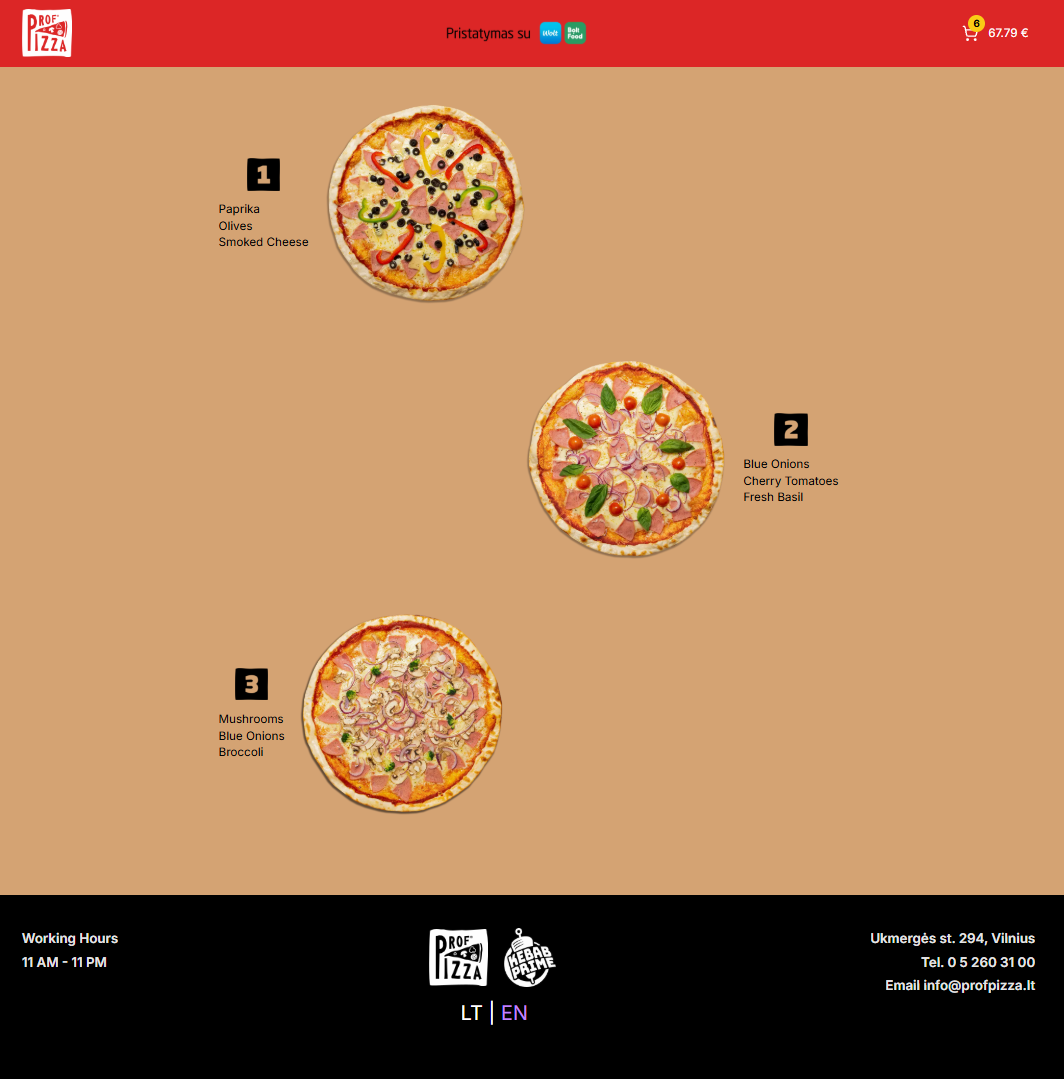 PROF™
PIZZA
Pristatymas su
Wolt
Bolt
Food
6
67.79 €
1
Paprika
Olives
Smoked Cheese
2
Blue Onions
Cherry Tomatoes
Fresh Basil
3
Mushrooms
Blue Onions
Broccoli
Working Hours
11 AM - 11 PM
PROF™
PIZZA
KEBAB
PRIME
LT | EN
Ukmergės st. 294, Vilnius
Tel. 0 5 260 31 00
Email info@profpizza.lt